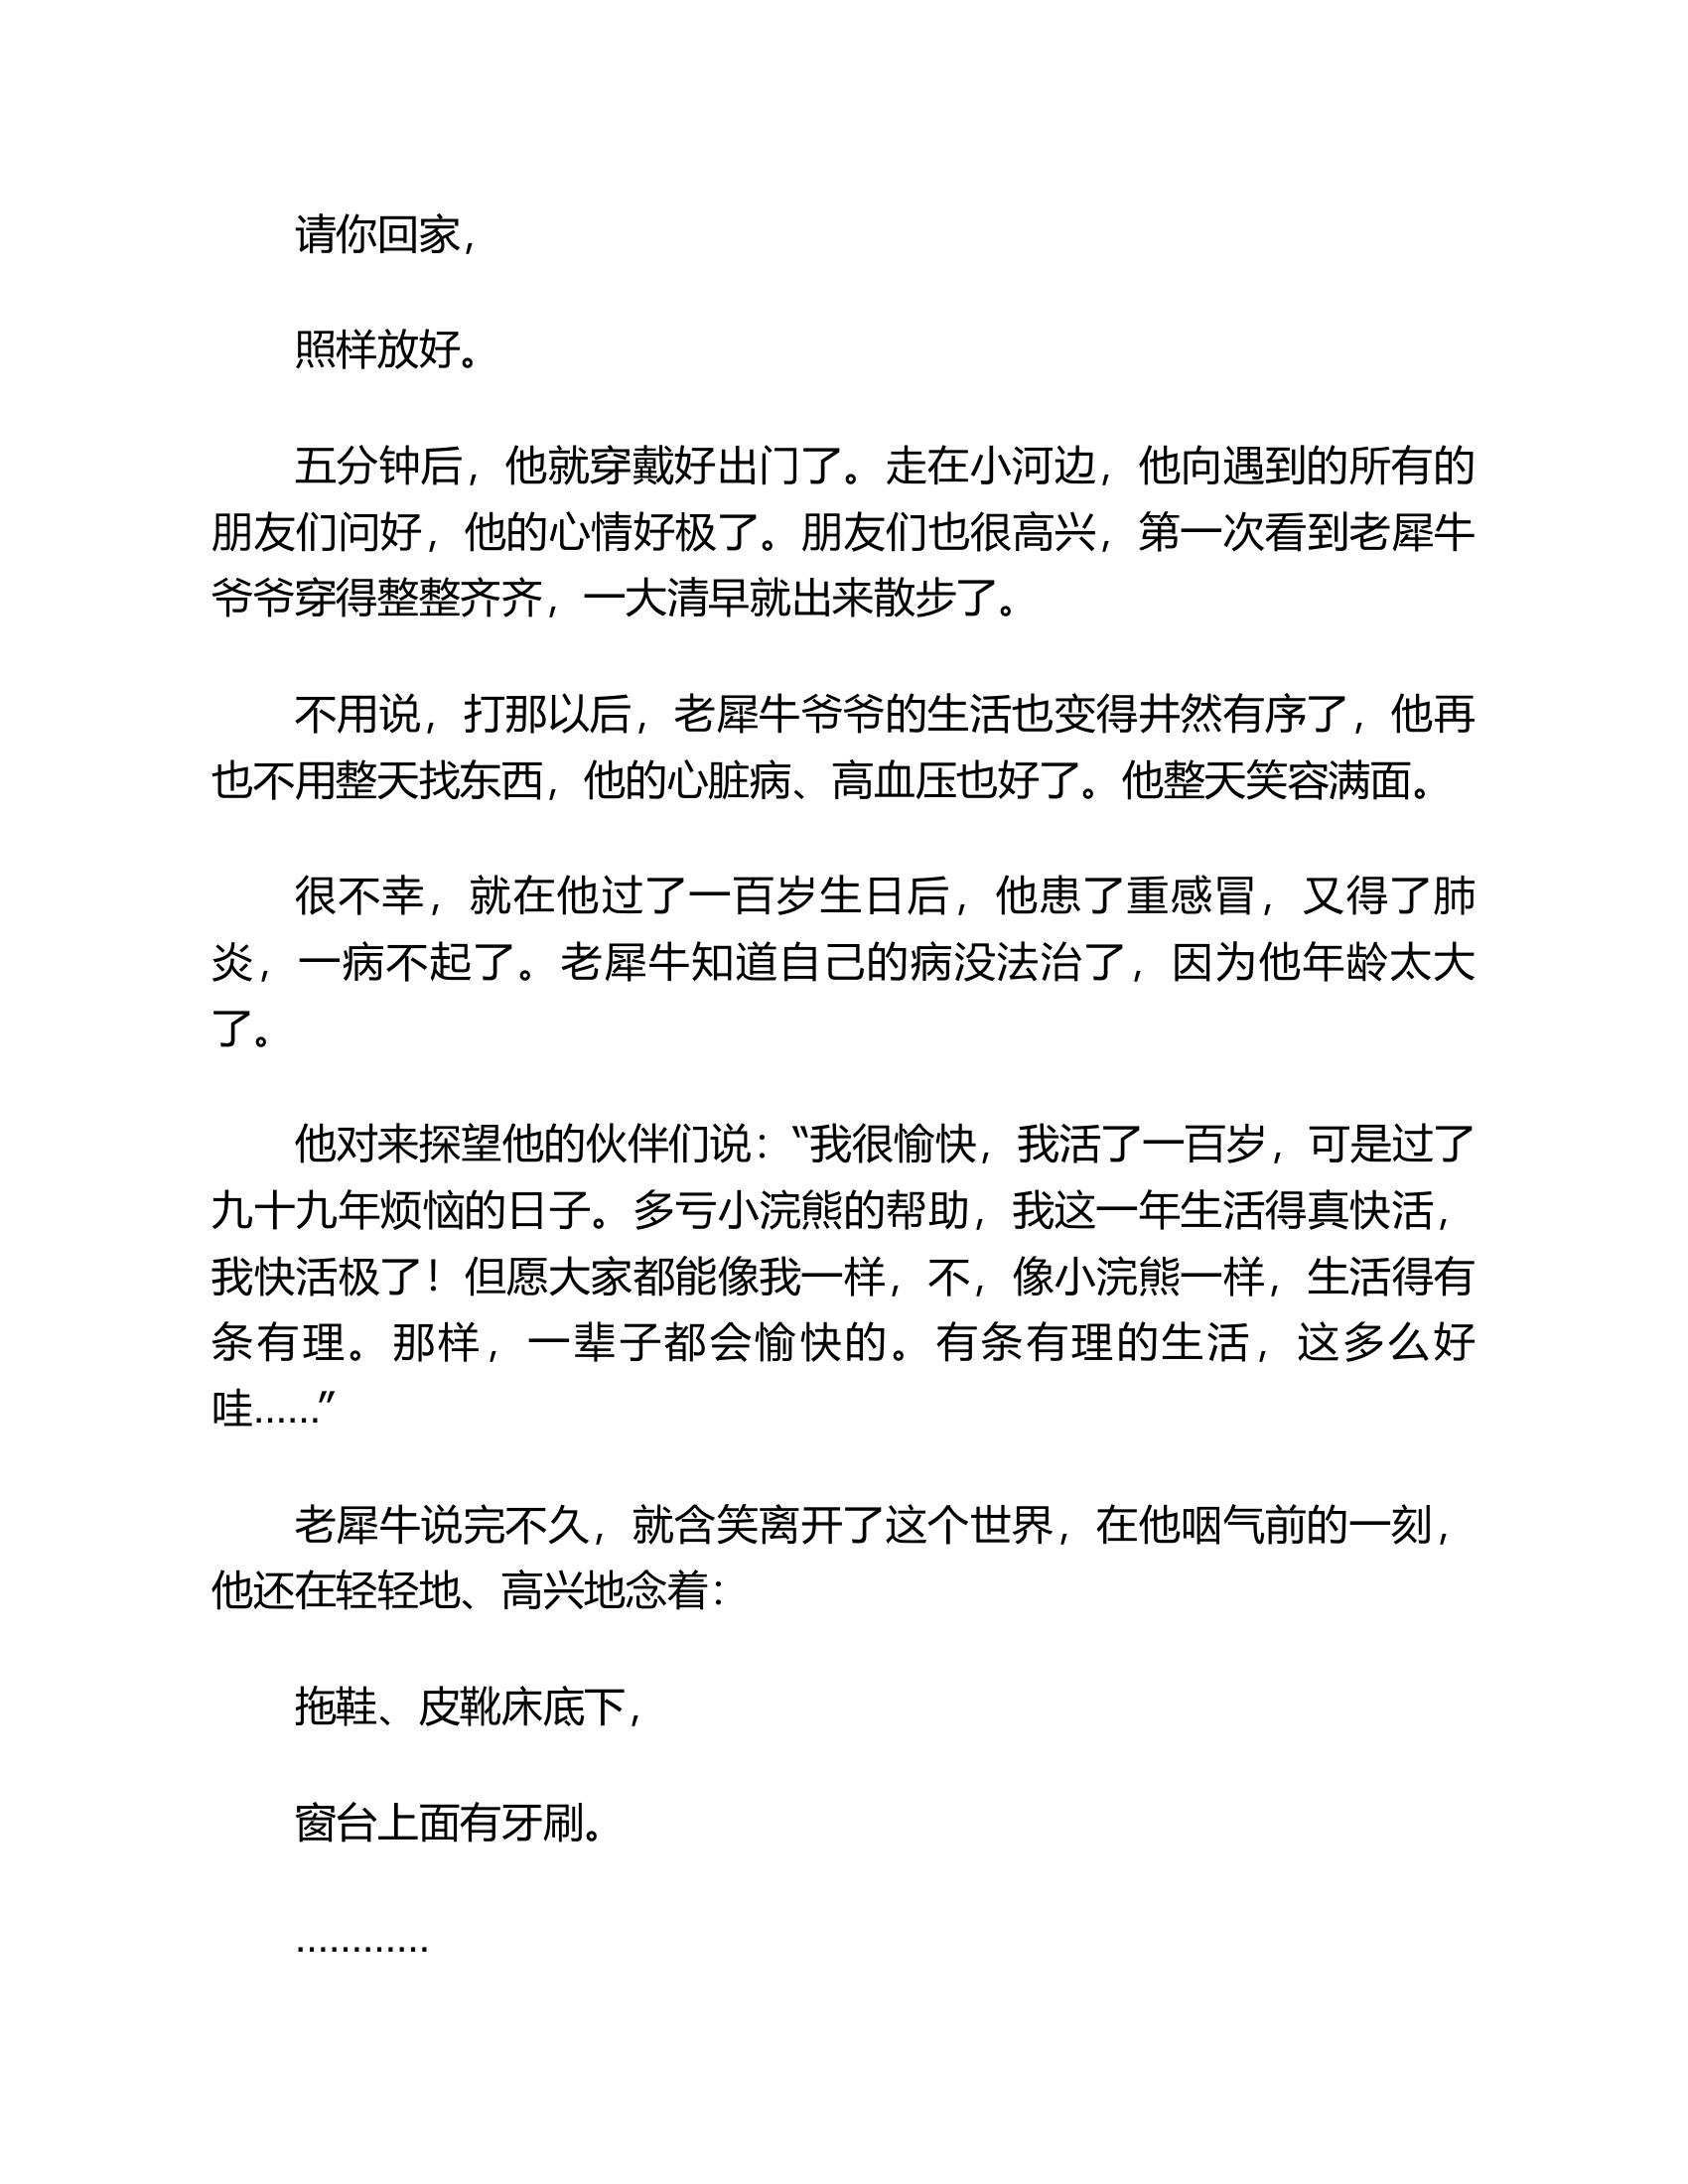 请你回家，
照样放好。
五分钟后，他就穿戴好出门了。走在小河边，他向遇到的所有的
朋友们问好，他的心情好极了。朋友们也很高兴，第一次看到老犀牛
爷爷穿得整整齐齐，一大清早就出来散步了。
不用说，打那以后，老犀牛爷爷的生活也变得井然有序了，他再
也不用整天找东西，他的心脏病、高血压也好了。他整天笑容满面。
很不幸，就在他过了一百岁生日后，他患了重感冒，又得了肺
炎，一病不起了。老犀牛知道自己的病没法治了，因为他年龄太大
了。
他对来探望他的伙伴们说：“我很愉快，我活了一百岁，可是过了
九十九年烦恼的日子。多亏小浣熊的帮助，我这一年生活得真快活，
我快活极了！但愿大家都能像我一样，不，像小浣熊一样，生活得有
条有理。那样，一辈子都会愉快的。有条有理的生活，这多么好
哇……”
老犀牛说完不久，就含笑离开了这个世界，在他咽气前的一刻，
他还在轻轻地、高兴地念着：
拖鞋、皮靴床底下，
窗台上面有牙刷。
…………